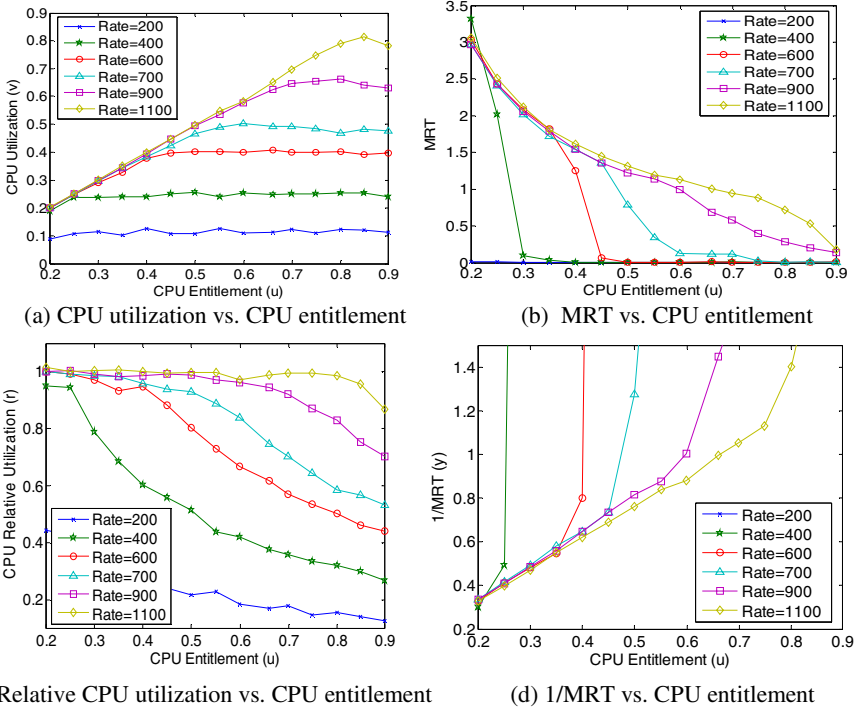 0.9
0.8
0.7
0.6
0.5
0.4
0.3
0.2
0.1
0
CPU Utilization (v)
Rate=200
Rate=400
Rate=600
Rate=700
Rate=900
Rate=1100
0.2 0.3 0.4 0.5 0.6 0.7 0.8 0.9
CPU Entitlement (u)
(a) CPU utilization vs. CPU entitlement
3.5
3
2.5
2
1.5
1
0.5
0
MRT
Rate=200
Rate=400
Rate=600
Rate=700
Rate=900
Rate=1100
0.2 0.3 0.4 0.5 0.6 0.7 0.8 0.9
CPU Entitlement (u)
(b) MRT vs. CPU entitlement
1
0.8
0.6
0.4
0.2
CPU Relative Utilization (r)
Rate=200
Rate=400
Rate=600
Rate=700
Rate=900
Rate=1100
0.2 0.3 0.4 0.5 0.6 0.7 0.8 0.9
CPU Entitlement (u)
Relative CPU utilization vs. CPU entitlement
1.4
1.2
1
0.8
0.6
0.4
0.2
1/MRT (y)
Rate=200
Rate=400
Rate=600
Rate=700
Rate=900
Rate=1100
0.2 0.3 0.4 0.5 0.6 0.7 0.8 0.9
CPU Entitlement (u)
(d) 1/MRT vs. CPU entitlement